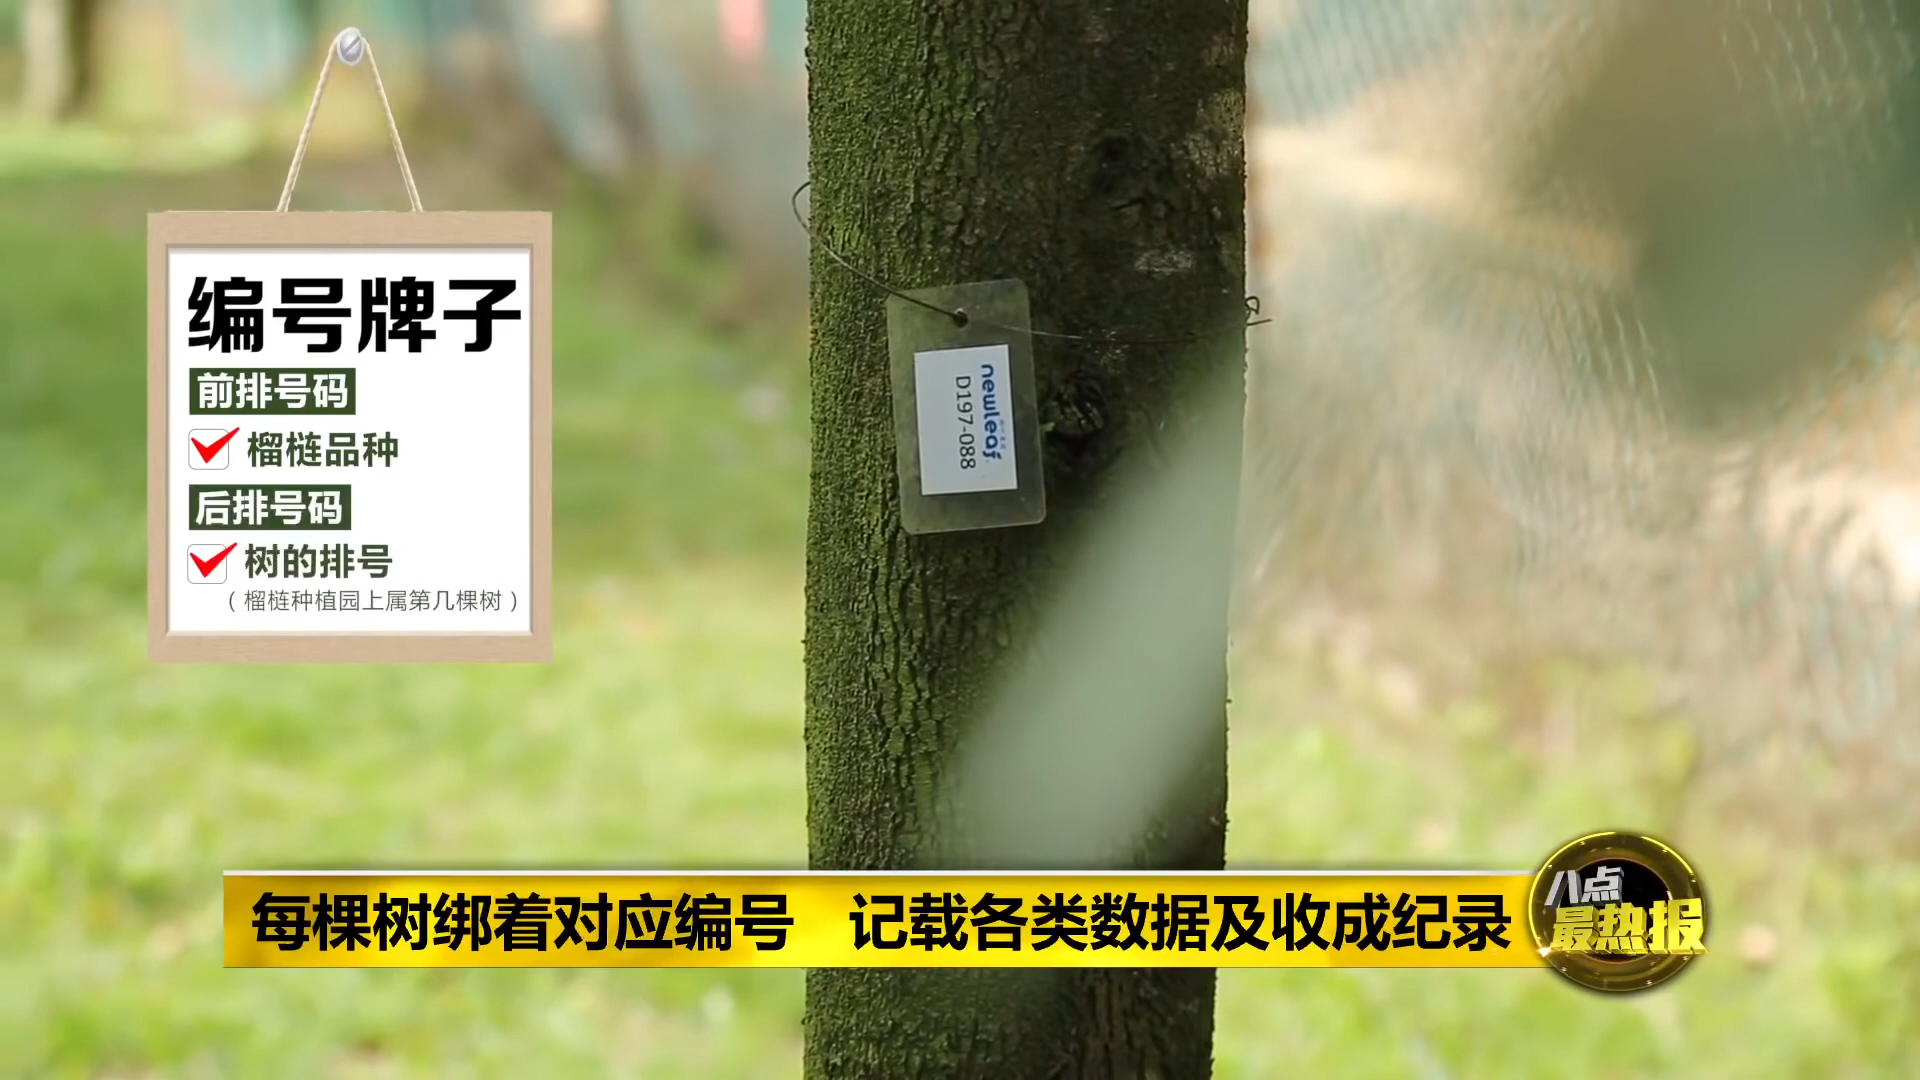 编号牌子
前排号码
榴梿品种
后排号码
树的排号
（榴梿种植园上属第几棵树）
newleaf
D197-088
每棵树绑着对应编号 记载各类数据及收成纪录
八点
最热报